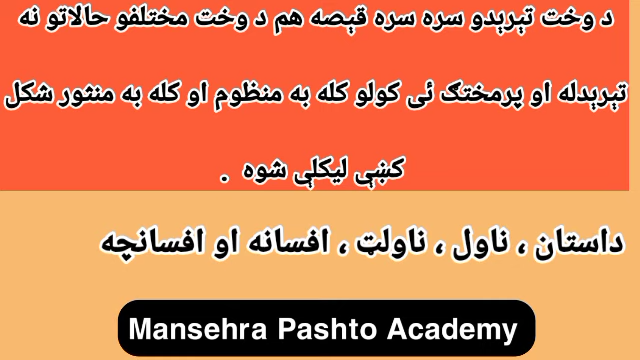 د وخت تېرېدو سره سره قېصه هم د وخت مختلفو حالاتو نه
تېرېدله او پرمختګ ئی کولو کله به منظوم او کله به منثور شکل
کښې لیکلې شوه .
داستان ، ناول ، ناولټ ، افسانه او افسانچه
Mansehra Pashto Academy